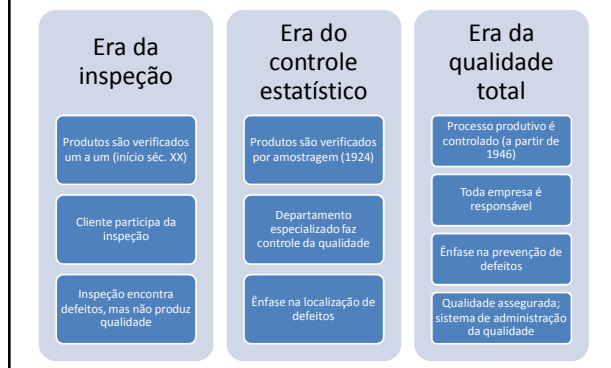 Era da
inspeção
Produtos são verificados
um a um (início séc. XX)
Cliente participa da
inspeção
Inspeção encontra
defeitos, mas não produz
qualidade
Era do
controle
estatístico
Produtos são verificados
por amostragem (1924)
Departamento
especializado faz
controle da qualidade
Ênfase na localização de
defeitos
Era da
qualidade
total
Processo produtivo é
controlado (a partir de
1946)
Toda empresa é
responsável
Ênfase na prevenção de
defeitos
Qualidade assegurada;
sistema de administração
da qualidade